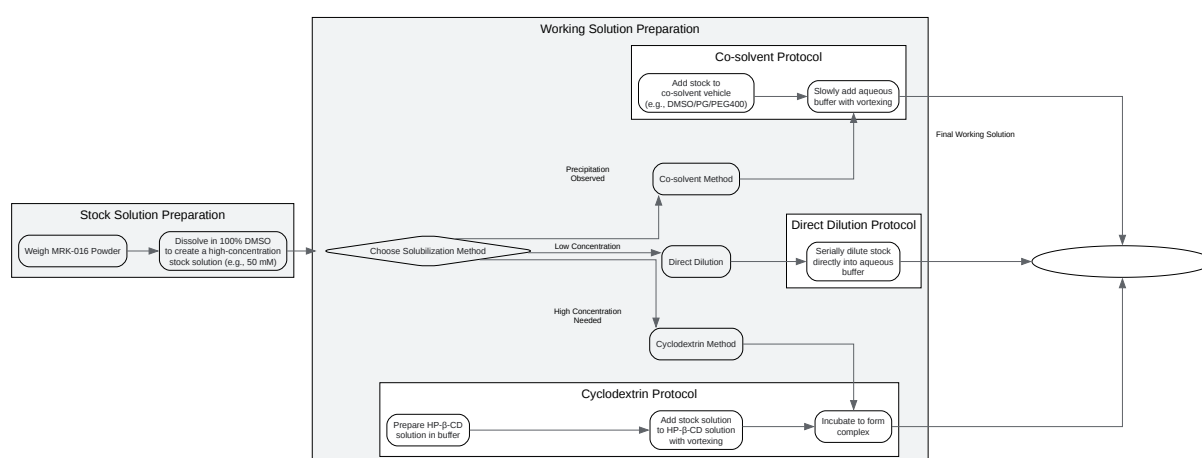 Working Solution Preparation
Co-solvent Protocol
Add stock to
co-solvent vehicle
(e.g., DMSO/PG/PEG400)
Slowly add aqueous
buffer with vortexing
Final Working Solution
Precipitation
Observed
Co-solvent Method
Stock Solution Preparation
Weigh MRK-016 Powder
Dissolve in 100% DMSO
to create a high-concentration
stock solution (e.g., 50 mM)
Choose Solubilization Method
Low Concentration
Direct Dilution
Direct Dilution Protocol
Serially dilute stock
directly into aqueous
buffer
High Concentration
Needed
Cyclodextrin Method
Cyclodextrin Protocol
Prepare HP-β-CD
solution in buffer
Add stock solution
to HP-β-CD solution
with vortexing
Incubate to form
complex